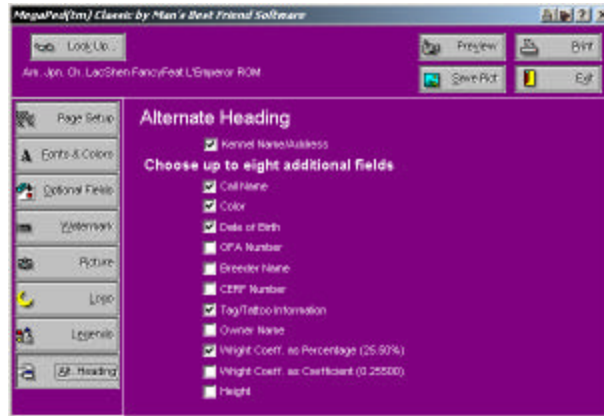 MegaPed(tm) Classic by Man's Best Friend Software
Look Up...
Preview
Print
Am. Jpn. Ch. LacShen FancyFeat L'Emperor ROM
Save Plot
Exit
Page Setup
Fonts & Colors
Optional Fields
Watermark
Picture
Logo
Legends
Alt. Heading
Alternate Heading
Kennel Name/Address
Choose up to eight additional fields
Call Name
Color
Date of Birth
OFA Number
Breeder Name
CERF Number
Tag/Tattoo Information
Owner Name
Wright Coeff. as Percentage (25.50%)
Wright Coeff. as Coefficient (0.25500)
Height